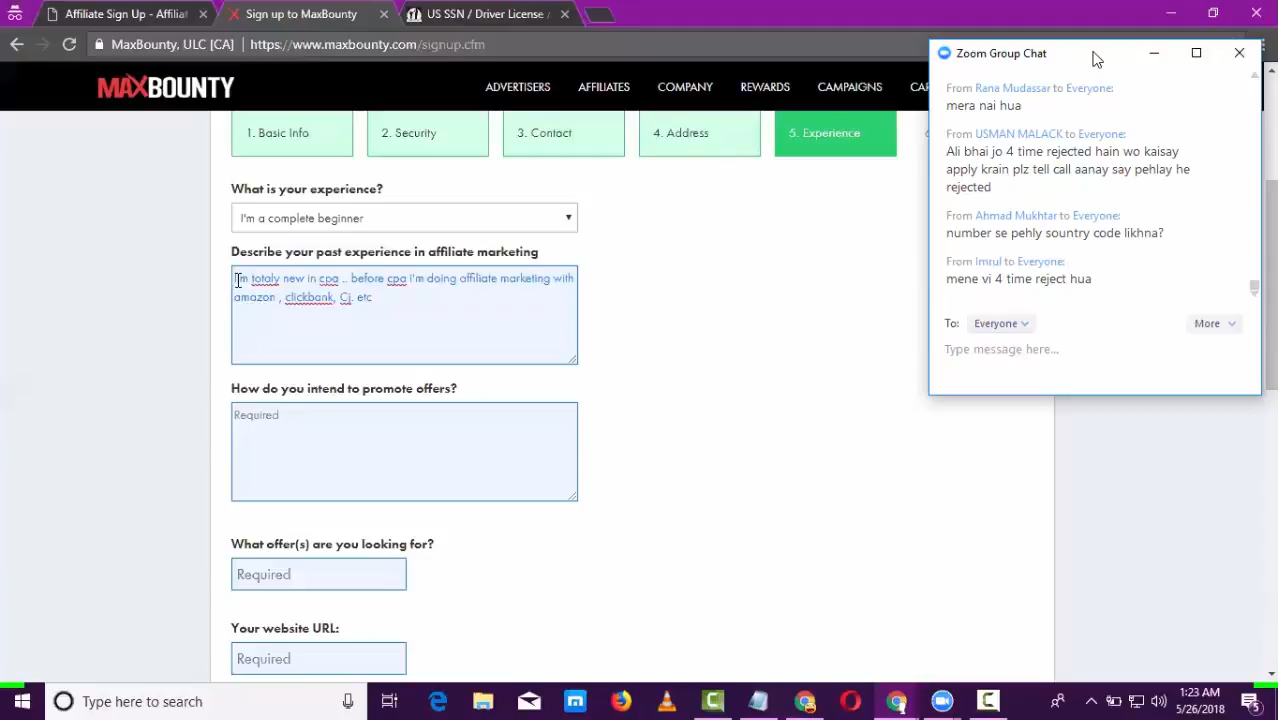 Affiliate Sign Up - Affiliat
Sign up to MaxBounty
US SSN / Driver License /
MaxBounty, ULC [CA]
https://www.maxbounty.com/signup.cfm
MAXBOUNTY
ADVERTISERS
AFFILIATES
COMPANY
REWARDS
CAMPAIGNS
CAR
1. Basic Info
2. Security
3. Contact
4. Address
5. Experience
What is your experience?
I'm a complete beginner
Describe your past experience in affiliate marketing
I'm totaly new in cpa .. before cpa i'm doing affiliate marketing with
amazon , clickbank, Cj. etc
How do you intend to promote offers?
Required
What offer(s) are you looking for?
Required
Your website URL:
Required
Zoom Group Chat
From Rana Mudassar to Everyone:
mera nai hua
From USMAN MALACK to Everyone:
Ali bhai jo 4 time rejected hain wo kaisay
apply krain plz tell call aanay say pehlay he
rejected
From Ahmad Mukhtar to Everyone:
number se pehly sountry code likhna?
From Imrul to Everyone:
mene vi 4 time reject hua
To: Everyone
More
Type message here...
Type here to search
1:23 AM
5/26/2018
5